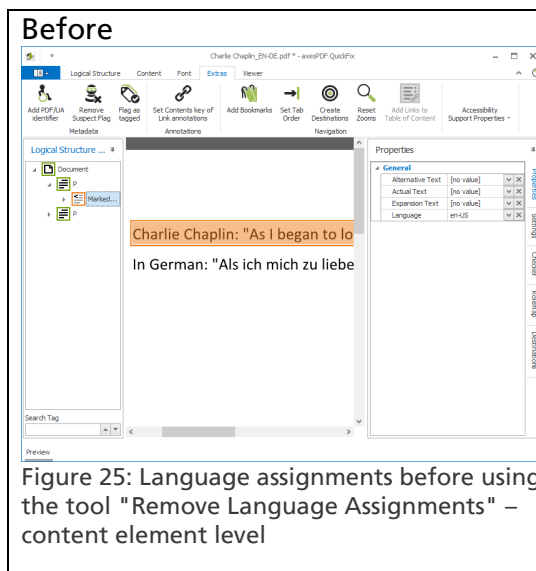 Before
Charlie Chaplin_EN-DE.pdf * - axesPDF QuickFix
Logical Structure Content Font Extras Viewer
Add PDF/UA identifier
Remove Suspect Flag
Flag as tagged
Set Contents key of Link annotations
Add Bookmarks
Set Tab Order
Create Destinations
Reset Zooms
Add Links to Table of Content
Accessibility Support Properties
Metadata Annotations Navigation
Logical Structure ...
Document
P
Marked...
P
Search Tag
Charlie Chaplin: "As I began to lo
In German: "Als ich mich zu liebe
Properties
General
Alternative Text [no value]
Actual Text [no value]
Expansion Text [no value]
Language en-US
Properties
Settings
Checker
Rolemap
Destinations
Preview
Figure 25: Language assignments before using
the tool "Remove Language Assignments" –
content element level